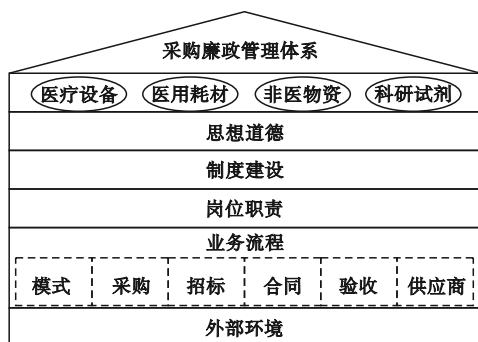 采购廉政管理体系
医疗设备 医用耗材 非医物资 科研试剂
思想道德
制度建设
岗位职责
业务流程
模式 采购 招标 合同 验收 供应商
外部环境